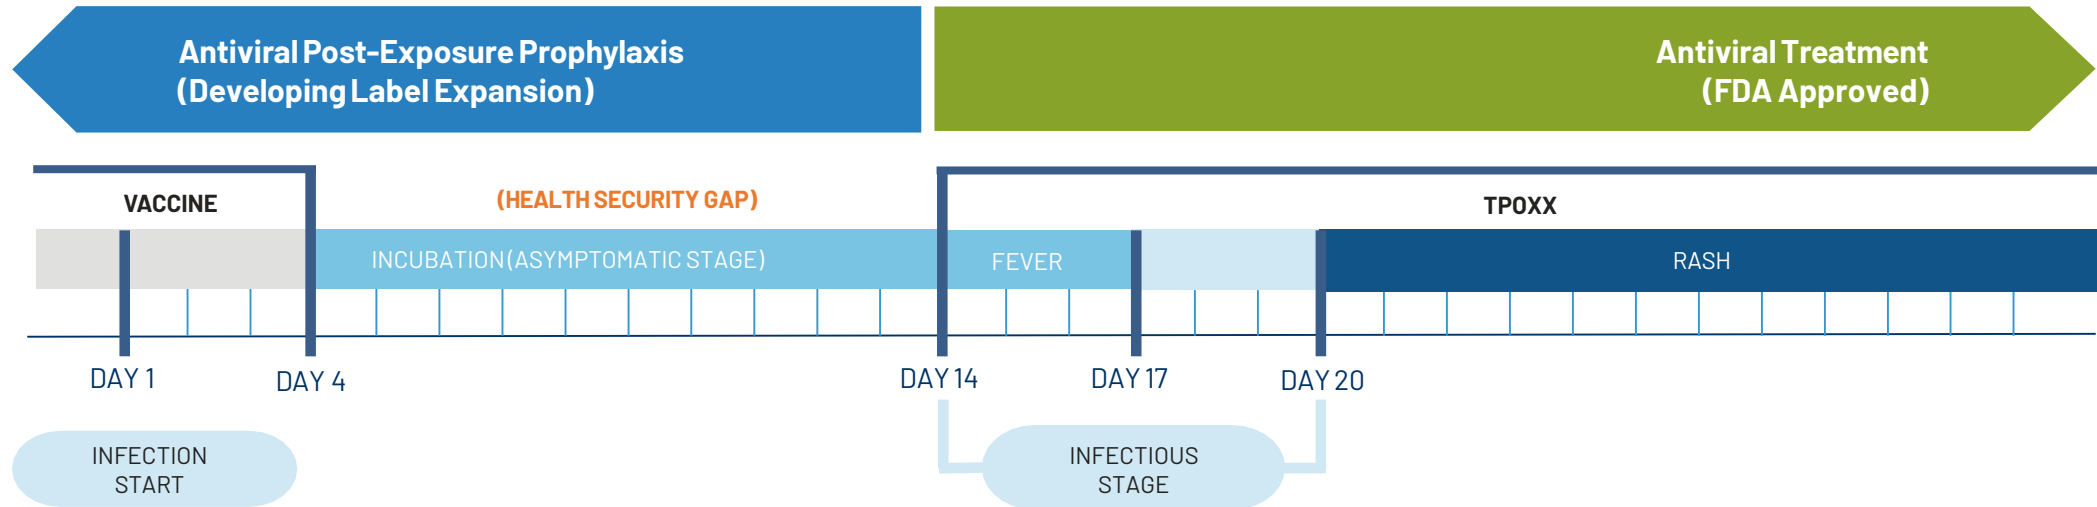 Antiviral Post-Exposure Prophylaxis
(Developing Label Expansion)
Antiviral Treatment
(FDA Approved)
VACCINE
(HEALTH SECURITY GAP)
TPOXX
INCUBATION (ASYMPTOMATIC STAGE)
FEVER
RASH
DAY 1
DAY 4
DAY 14
DAY 17
DAY 20
INFECTION
START
INFECTIOUS
STAGE